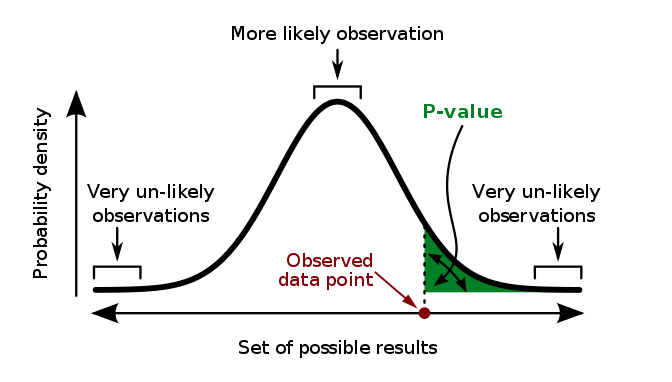 More likely observation
P-value
Probability density
Very un-likely
observations
Very un-likely
observations
Observed
data point
Set of possible results